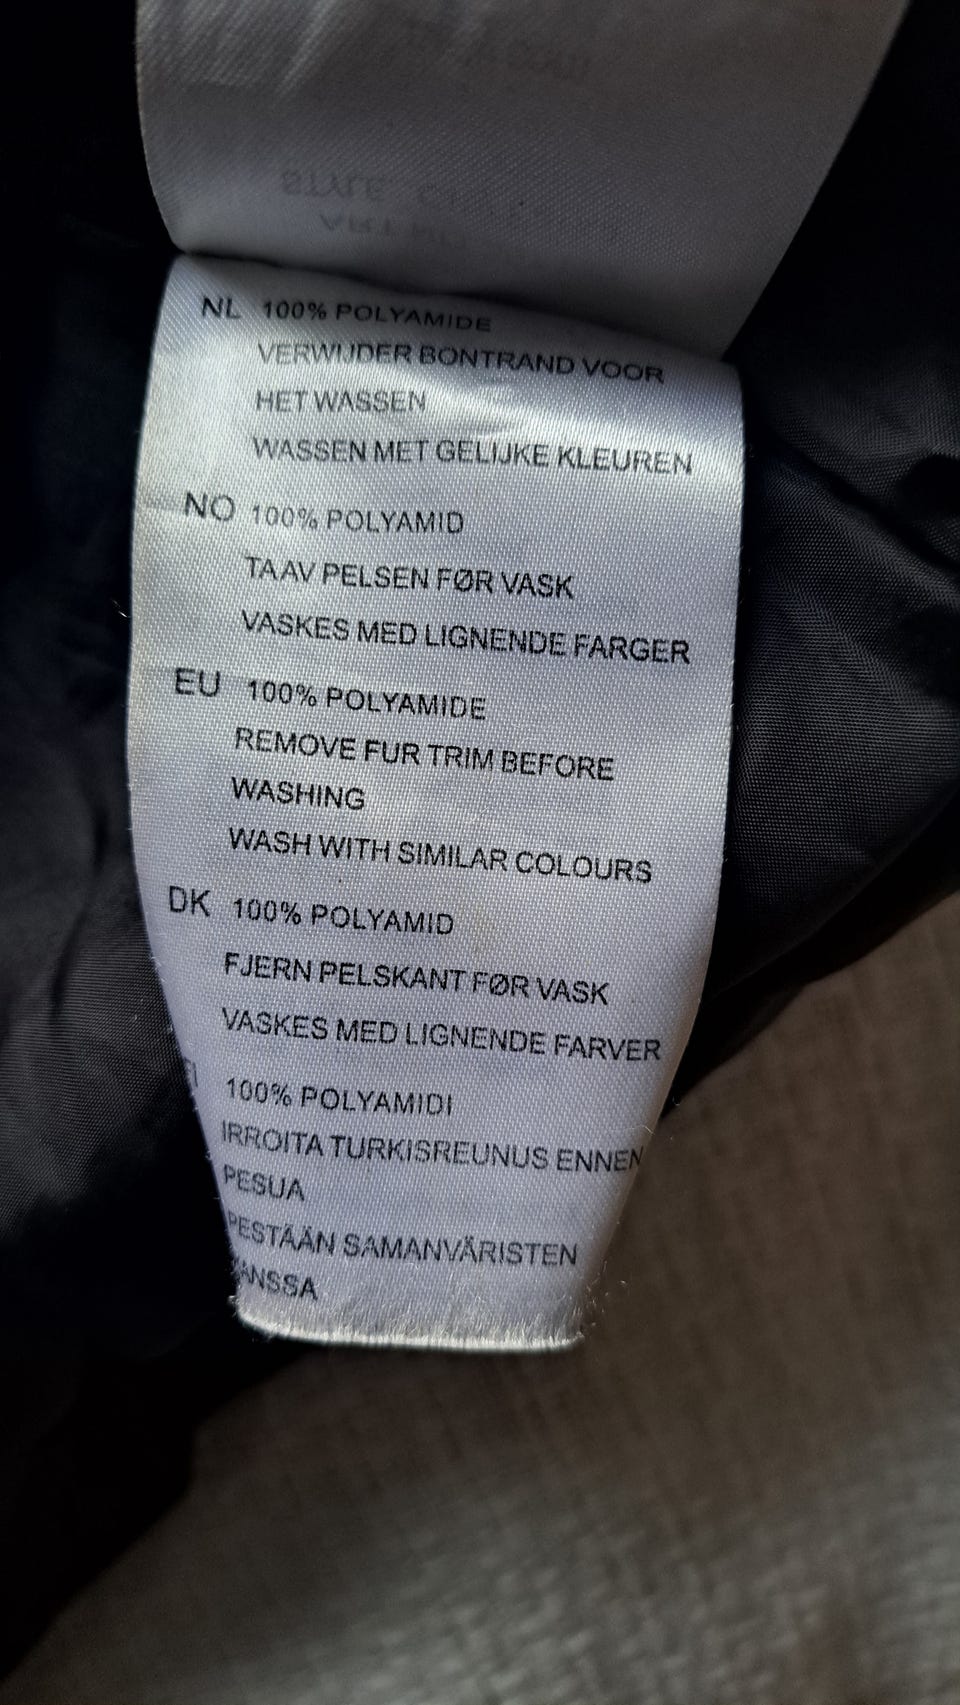 NL 100% POLYAMIDE
VERWIJDER BONTRAND VOOR
HET WASSEN
WASSEN MET GELIJKE KLEUREN
NO 100% POLYAMID
TA AV PELSEN FØR VASK
VASKES MED LIGNENDE FARGER
EU 100% POLYAMIDE
REMOVE FUR TRIM BEFORE
WASHING
WASH WITH SIMILAR COLOURS
DK 100% POLYAMID
FJERN PELSKANT FØR VASK
VASKES MED LIGNENDE FARVER
100% POLYAMIDI
IRROITA TURKISREUNUS ENNEN
PESUA
PESTÄÄN SAMANVÄRISTEN